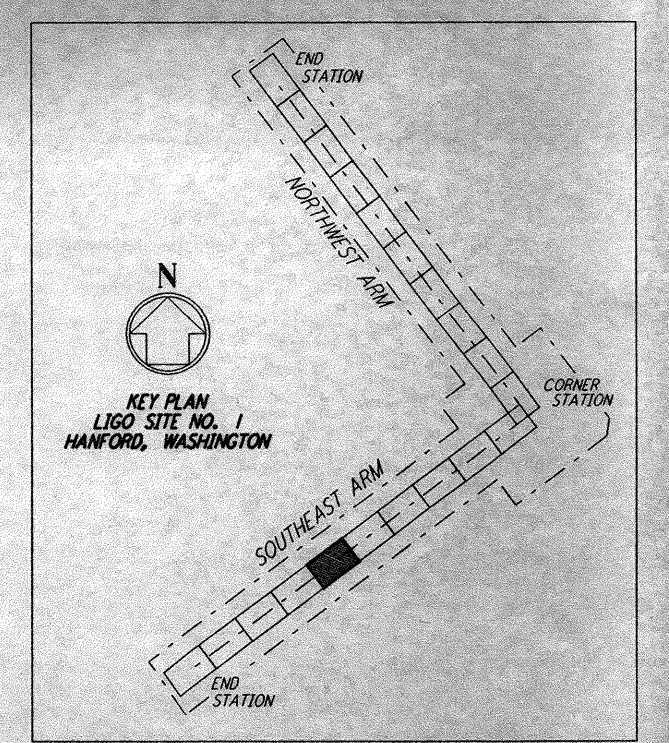 END
STATION
NORTHWEST ARM
N
KEY PLAN
LIGO SITE NO. 1
HANFORD, WASHINGTON
CORNER
STATION
SOUTHEAST ARM
END
STATION